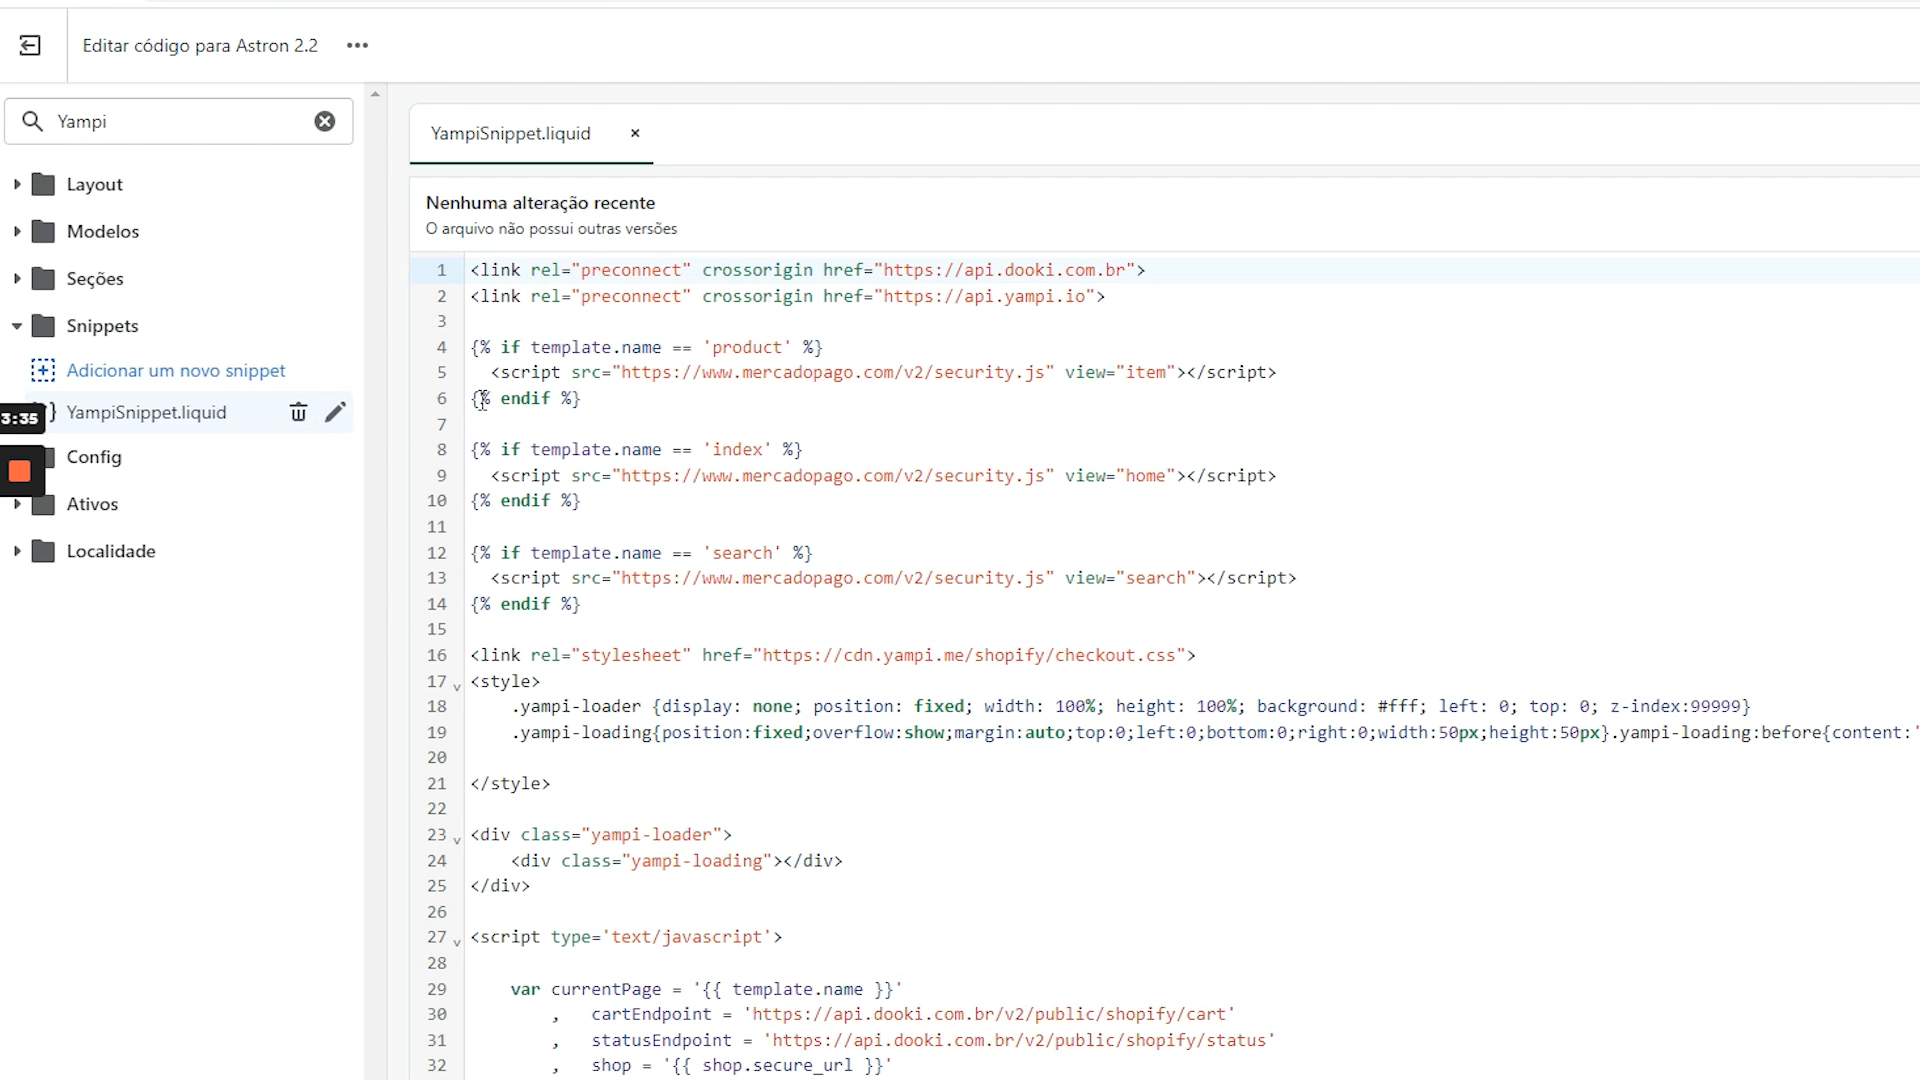 Editar código para Astron 2.2
Yampi
Layout
Modelos
Seções
Snippets
Adicionar um novo snippet
YampiSnippet.liquid
3:35
Config
Ativos
Localidade
YampiSnippet.liquid ×
Nenhuma alteração recente
O arquivo não possui outras versões
1 <link rel="preconnect" crossorigin href="https://api.dooki.com.br">
2 <link rel="preconnect" crossorigin href="https://api.yampi.io">
3
4 {% if template.name == 'product' %}
5 <script src="https://www.mercadopago.com/v2/security.js" view="item"></script>
6 {% endif %}
7
8 {% if template.name == 'index' %}
9 <script src="https://www.mercadopago.com/v2/security.js" view="home"></script>
10 {% endif %}
11
12 {% if template.name == 'search' %}
13 <script src="https://www.mercadopago.com/v2/security.js" view="search"></script>
14 {% endif %}
15
16 <link rel="stylesheet" href="https://cdn.yampi.me/shopify/checkout.css">
17 <style>
18 .yampi-loader {display: none; position: fixed; width: 100%; height: 100%; background: #fff; left: 0; top: 0; z-index:99999}
19 .yampi-loading{position:fixed;overflow:show;margin:auto;top:0;left:0;bottom:0;right:0;width:50px;height:50px}.yampi-loading:before{content:'
20
21 </style>
22
23 <div class="yampi-loader">
24 <div class="yampi-loading"></div>
25 </div>
26
27 <script type='text/javascript'>
28
29 var currentPage = '{{ template.name }}'
30 , cartEndpoint = 'https://api.dooki.com.br/v2/public/shopify/cart'
31 , statusEndpoint = 'https://api.dooki.com.br/v2/public/shopify/status'
32 , shop = '{{ shop.secure_url }}'